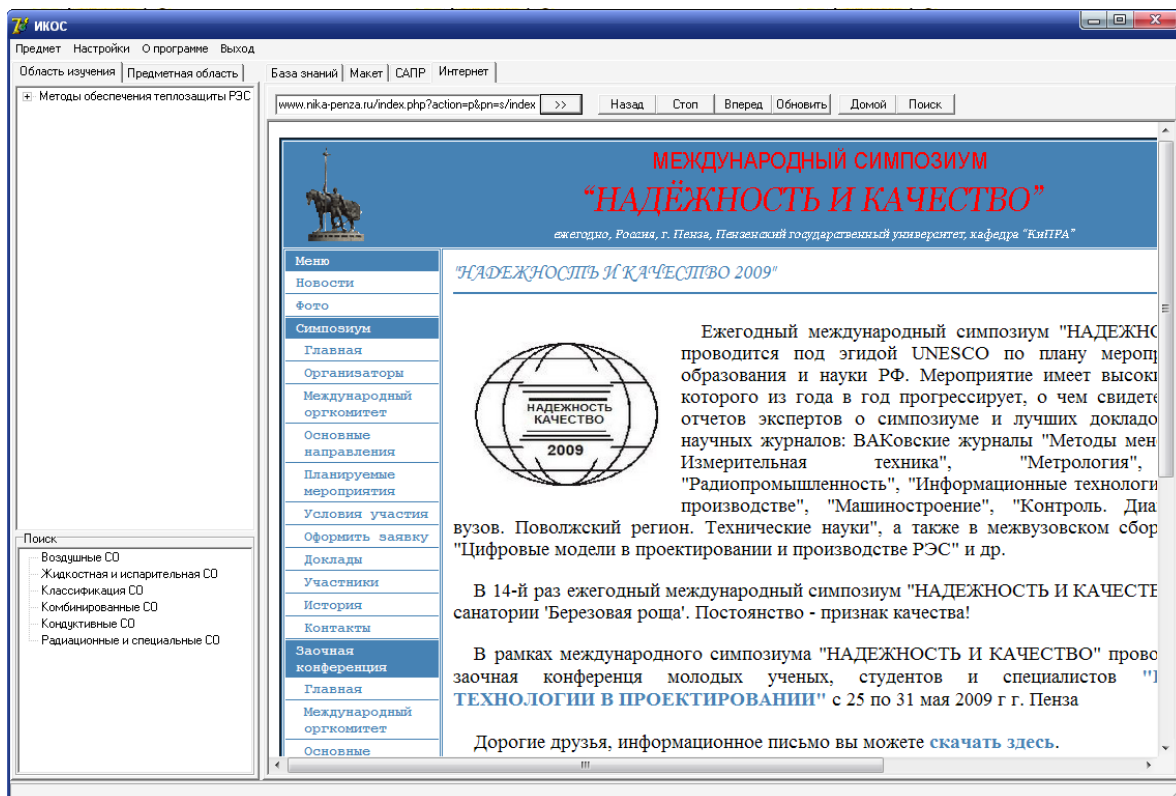 ИКОС
Предмет Настройки О программе Выход
Область изучения Предметная область База знаний Макет САПР Интернет
Методы обеспечения теплозащиты РЭС
www.nika-penza.ru/index.php?action=p&pn=s/index >> Назад Стоп Вперед Обновить Домой Поиск
МЕЖДУНАРОДНЫЙ СИМПОЗИУМ
“НАДЁЖНОСТЬ И КАЧЕСТВО”
ежегодно, Россия, г. Пенза, Пензенский государственный университет, кафедра “КиПРА”
Меню
Новости
Фото
Симпозиум
Главная
Организаторы
Международный
оргкомитет
Основные
направления
Планируемые
мероприятия
Условия участия
Оформить заявку
Доклады
Участники
История
Контакты
Заочная
конференция
Главная
Международный
оргкомитет
Основные
"НАДЕЖНОСТЬ И КАЧЕСТВО 2009"
НАДЕЖНОСТЬ
КАЧЕСТВО
2009
Ежегодный международный симпозиум "НАДЕЖНО
проводится под эгидой UNESCO по плану меропр
образования и науки РФ. Мероприятие имеет высоки
которого из года в год прогрессирует, о чем свидете
отчетов экспертов о симпозиуме и лучших докладо
научных журналов: ВАКовские журналы "Методы мен
Измерительная техника", "Метрология",
"Радиопромышленность", "Информационные технологи
производстве", "Машиностроение", "Контроль. Диа
вузов. Поволжский регион. Технические науки", а также в межвузовском сбор
"Цифровые модели в проектировании и производстве РЭС" и др.
В 14-й раз ежегодный международный симпозиум "НАДЕЖНОСТЬ И КАЧЕСТВ
санатории 'Березовая роща'. Постоянство - признак качества!
В рамках международного симпозиума "НАДЕЖНОСТЬ И КАЧЕСТВО" прово
заочная конференця молодых ученых, студентов и специалистов "
ТЕХНОЛОГИИ В ПРОЕКТИРОВАНИИ" с 25 по 31 мая 2009 г г. Пенза
Дорогие друзья, информационное письмо вы можете скачать здесь.
Поиск
Воздушные СО
Жидкостная и испарительная СО
Классификация СО
Комбинированные СО
Кондуктивные СО
Радиационные и специальные СО